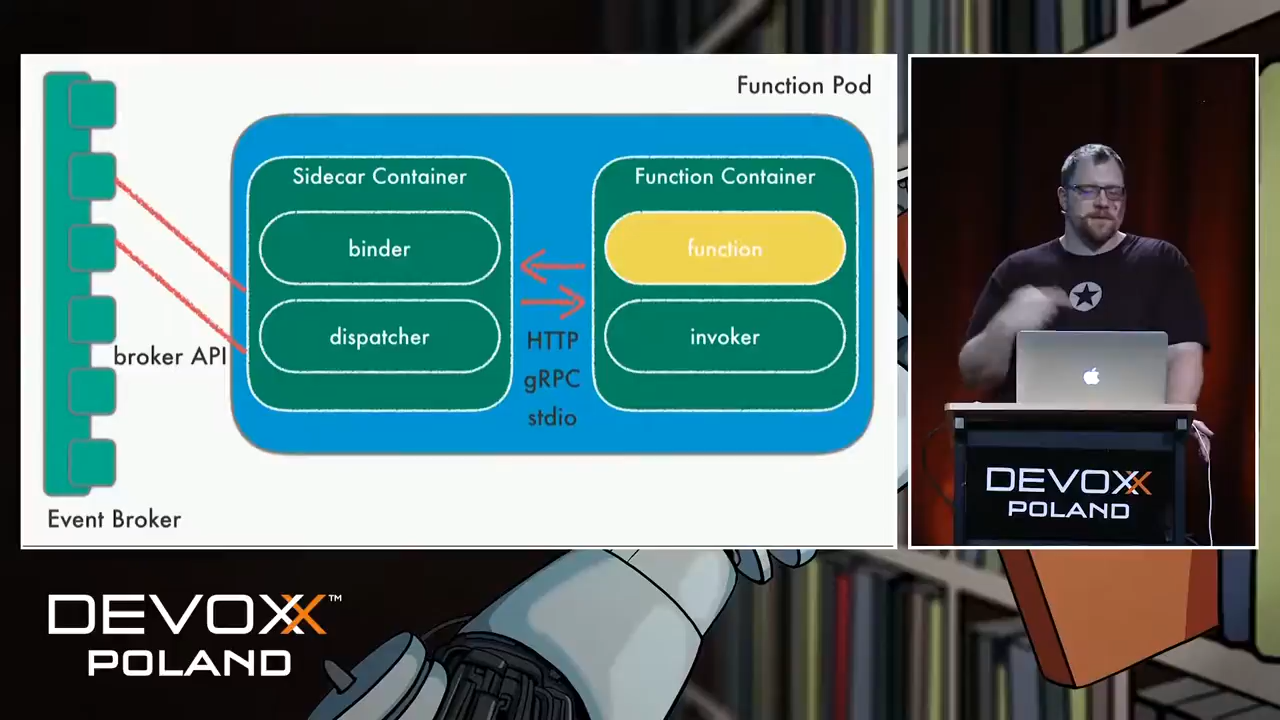 Function Pod
Sidecar Container
Function Container
binder
function
dispatcher
invoker
HTTP
gRPC
stdio
broker API
Event Broker
DEVOXX
POLAND
DEVOXX™
POLAND